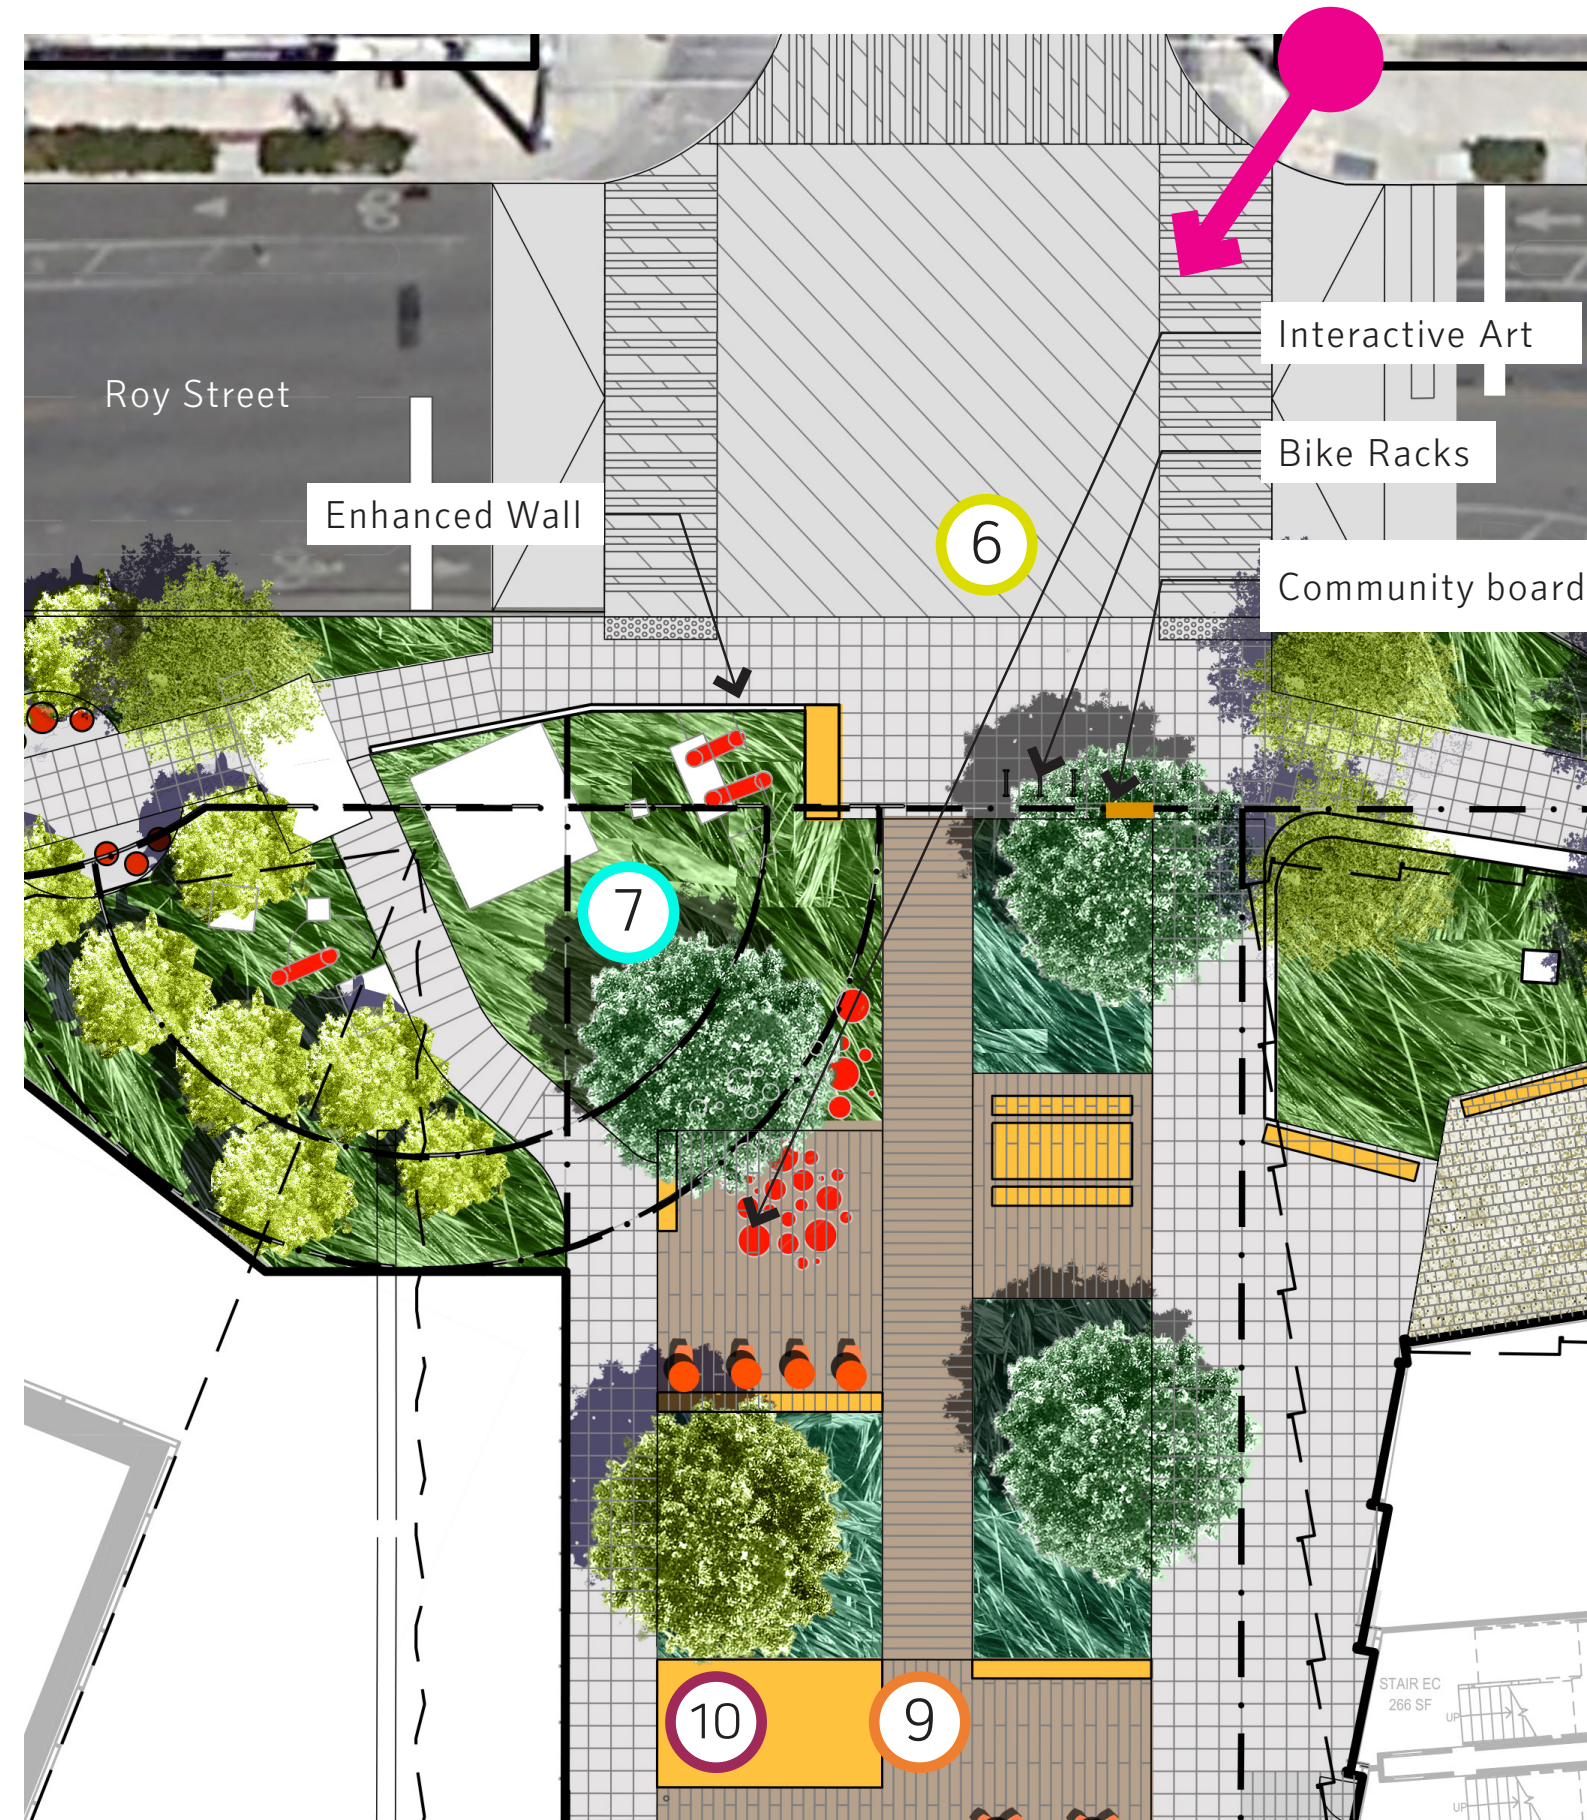 Interactive Art
Roy Street
Bike Racks
Enhanced Wall
6
Community board
7
STAIR EC
266 SF
UP
10
9
UP